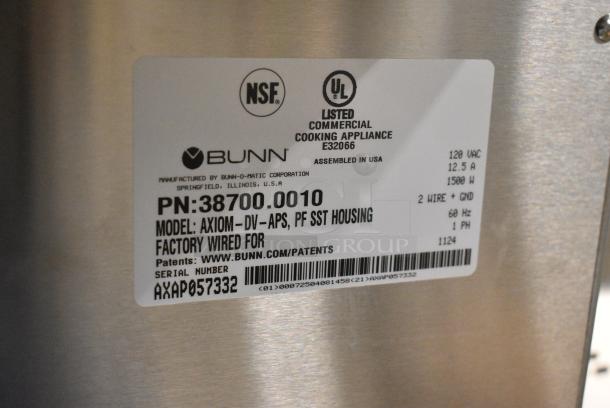 NSF
UL
LISTED
COMMERCIAL
COOKING APPLIANCE
E32066
BUNN
ASSEMBLED IN USA
MANUFACTURED BY BUNN-O-MATIC CORPORATION
SPRINGFIELD, ILLINOIS, U.S.A
120 VAC
12.5 A
1500 W
PN:38700.0010
2 WIRE + GND
MODEL: AXIOM-DV-APS, PF SST HOUSING
60 Hz
FACTORY WIRED FOR
1 PH
Patents: WWW.BUNN.COM/PATENTS
1124
SERIAL NUMBER
AXAP057332
(01)00072504081458(21)AXAP057332
GROUP